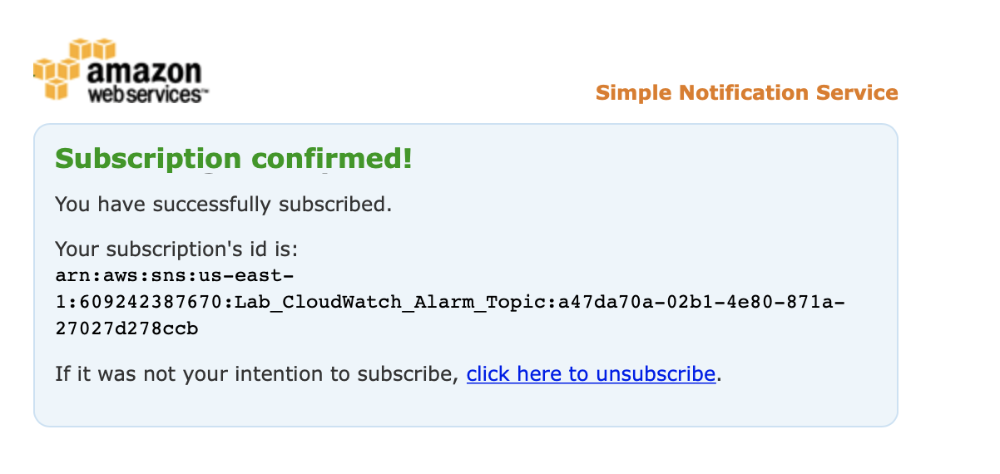 amazon
webservices™
Simple Notification Service
Subscription confirmed!
You have successfully subscribed.
Your subscription's id is:
arn:aws:sns:us-east-
1:609242387670:Lab_CloudWatch_Alarm_Topic:a47da70a-02b1-4e80-871a-
27027d278ccb
If it was not your intention to subscribe, click here to unsubscribe.